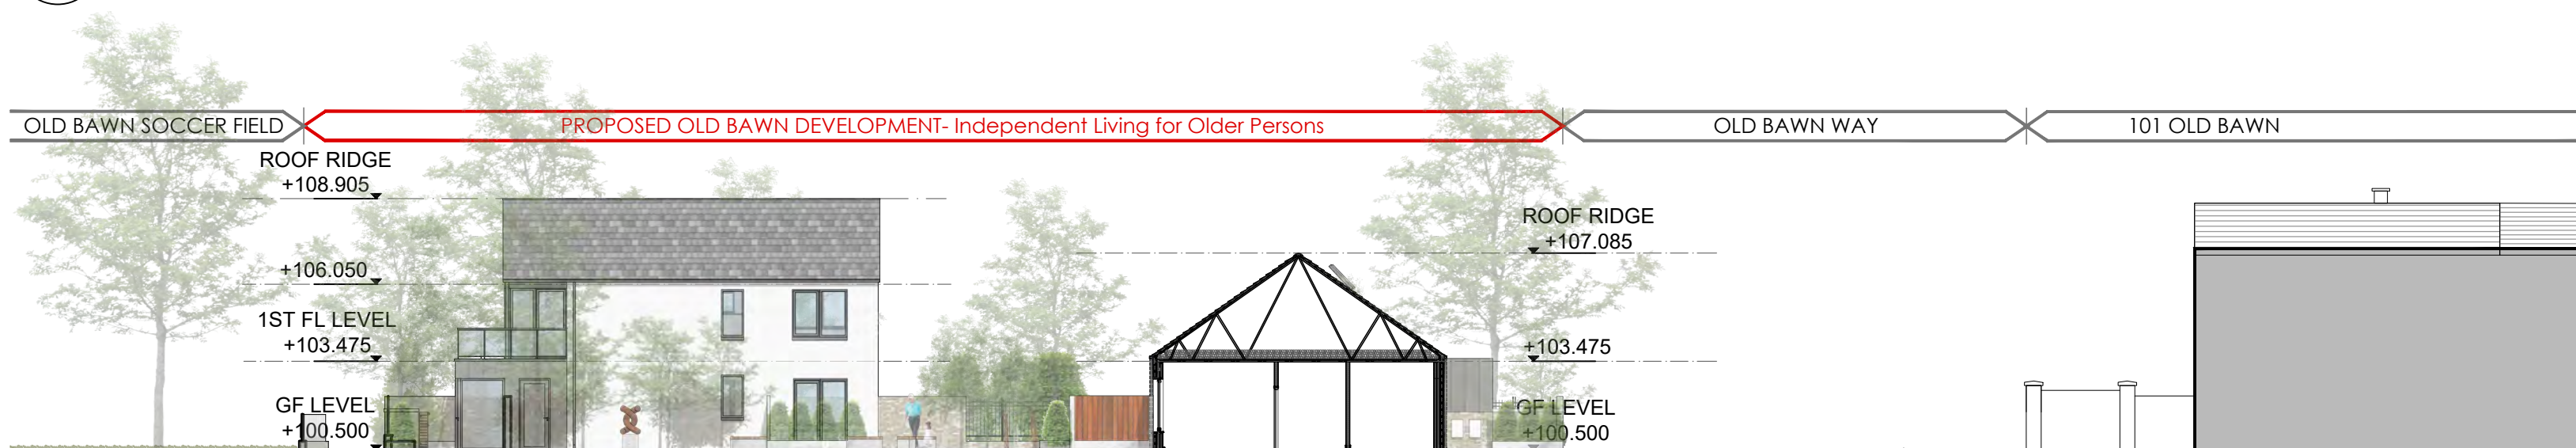 OLD BAWN SOCCER FIELD
PROPOSED OLD BAWN DEVELOPMENT- Independent Living for Older Persons
OLD BAWN WAY
101 OLD BAWN
ROOF RIDGE
+108.905
+106.050
1ST FL LEVEL
+103.475
GF LEVEL
+100.500
ROOF RIDGE
+107.085
+103.475
GF LEVEL
+100.500